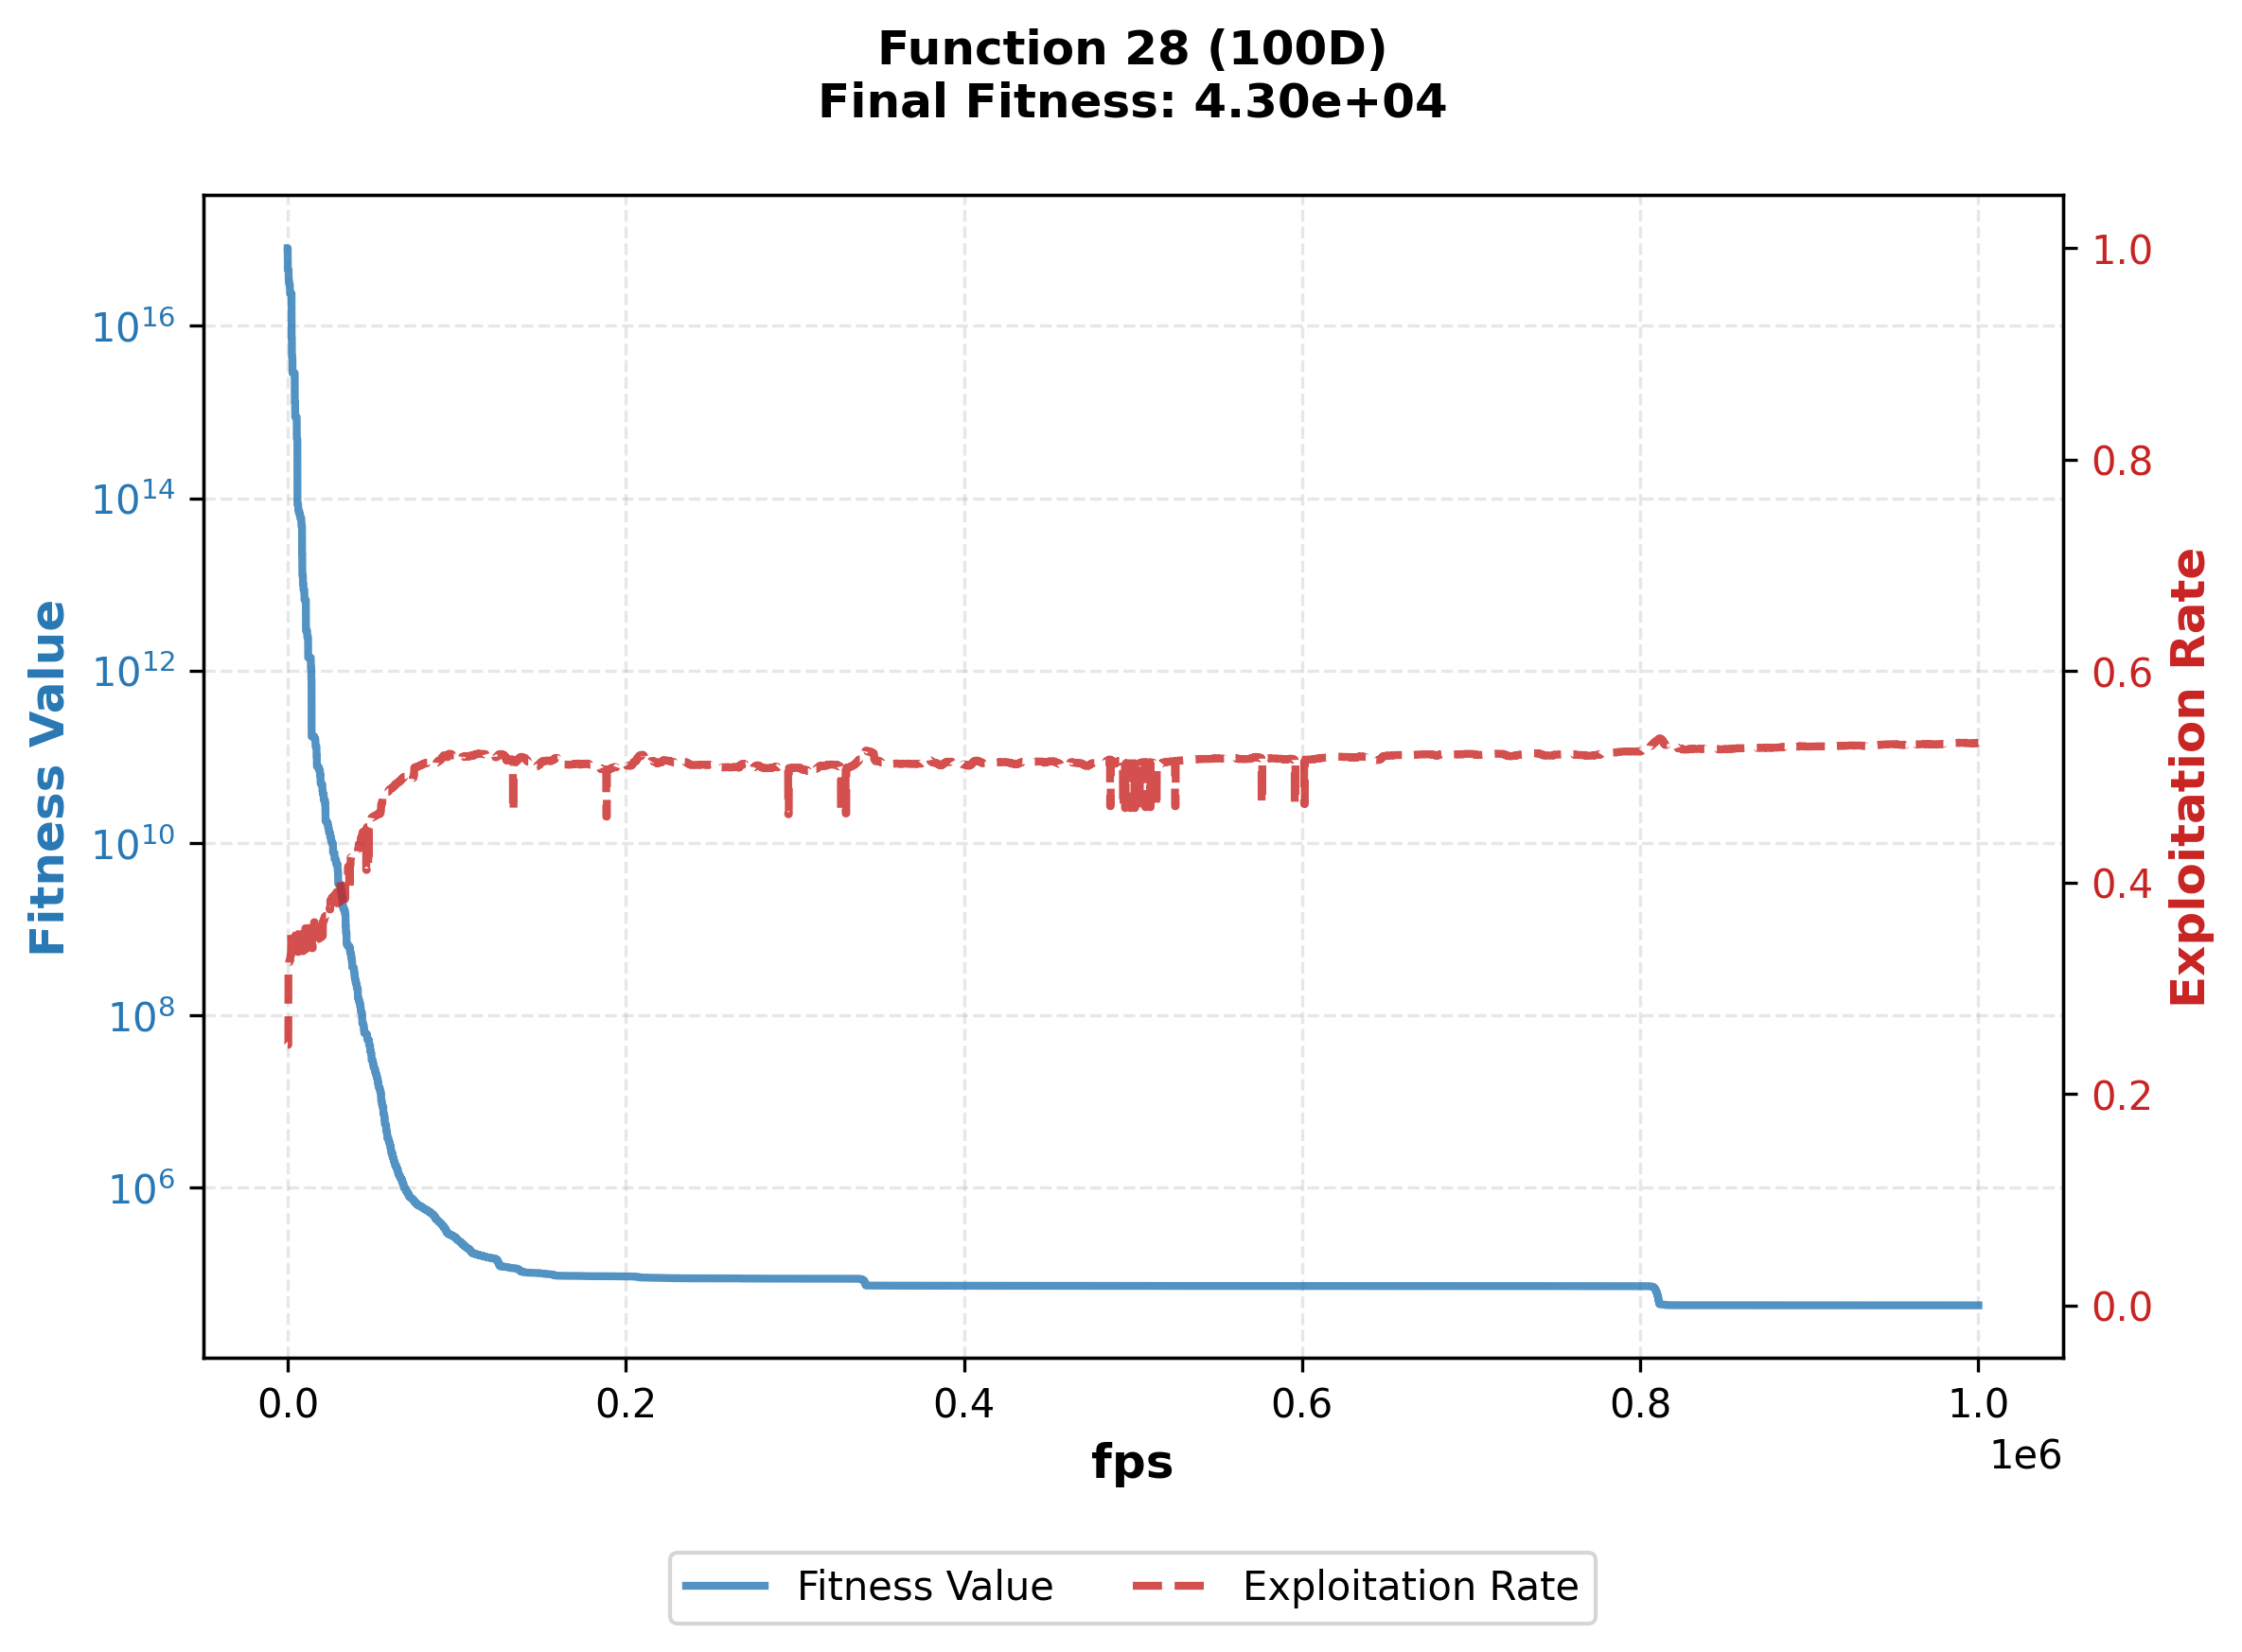 Function 28 (100D)
Final Fitness: 4.30e+04
Fitness Value
10^16
10^14
10^12
10^10
10^8
10^6
1.0
0.8
0.6
0.4
0.2
0.0
Exploitation Rate
0.0 0.2 0.4 0.6 0.8 1.0
1e6
fps
Fitness Value Exploitation Rate